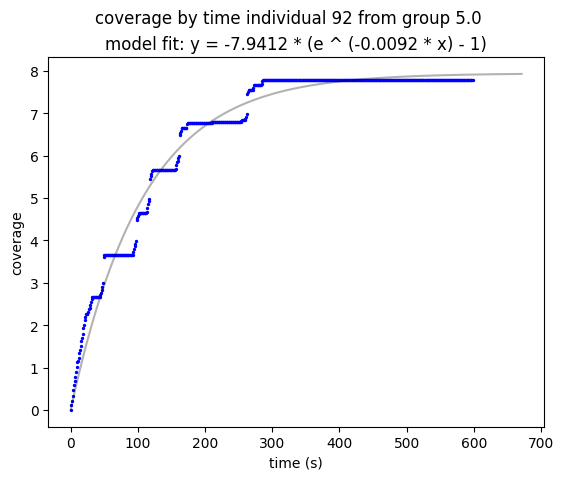 coverage by time individual 92 from group 5.0
model fit: y = -7.9412 * (e ^ (-0.0092 * x) - 1)
8
7
6
5
4
3
2
1
0
coverage
0 100 200 300 400 500 600 700
time (s)